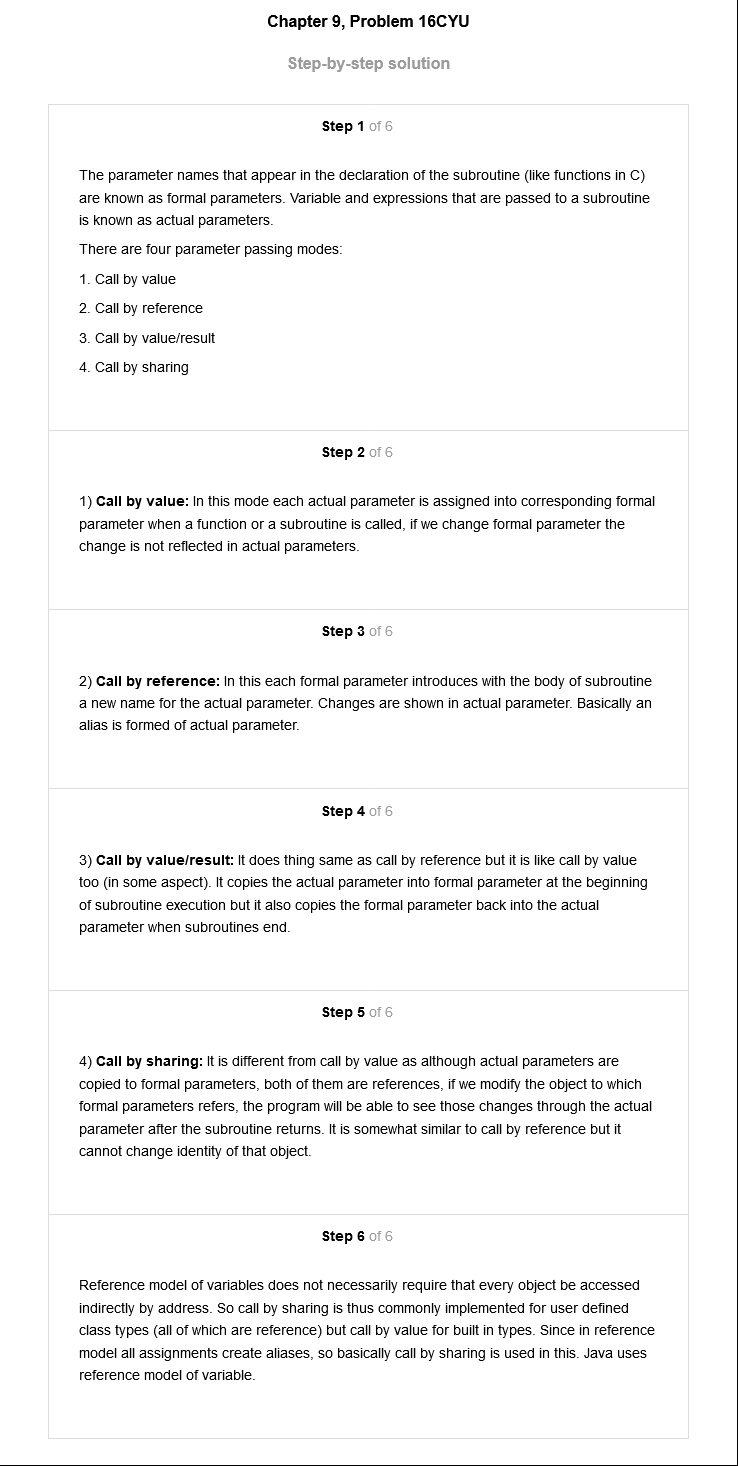 Chapter 9, Problem 16CYU
Step-by-step solution
Step 1 of 6
The parameter names that appear in the declaration of the subroutine (like functions in C)
are known as formal parameters. Variable and expressions that are passed to a subroutine
is known as actual parameters.
There are four parameter passing modes:
1. Call by value
2. Call by reference
3. Call by value/result
4. Call by sharing
Step 2 of 6
1) Call by value: In this mode each actual parameter is assigned into corresponding formal
parameter when a function or a subroutine is called, if we change formal parameter the
change is not reflected in actual parameters.
Step 3 of 6
2) Call by reference: In this each formal parameter introduces with the body of subroutine
a new name for the actual parameter. Changes are shown in actual parameter. Basically an
alias is formed of actual parameter.
Step 4 of 6
3) Call by value/result: It does thing same as call by reference but it is like call by value
too (in some aspect). It copies the actual parameter into formal parameter at the beginning
of subroutine execution but it also copies the formal parameter back into the actual
parameter when subroutines end.
Step 5 of 6
4) Call by sharing: It is different from call by value as although actual parameters are
copied to formal parameters, both of them are references, if we modify the object to which
formal parameters refers, the program will be able to see those changes through the actual
parameter after the subroutine returns. It is somewhat similar to call by reference but it
cannot change identity of that object.
Step 6 of 6
Reference model of variables does not necessarily require that every object be accessed
indirectly by address. So call by sharing is thus commonly implemented for user defined
class types (all of which are reference) but call by value for built in types. Since in reference
model all assignments create aliases, so basically call by sharing is used in this. Java uses
reference model of variable.